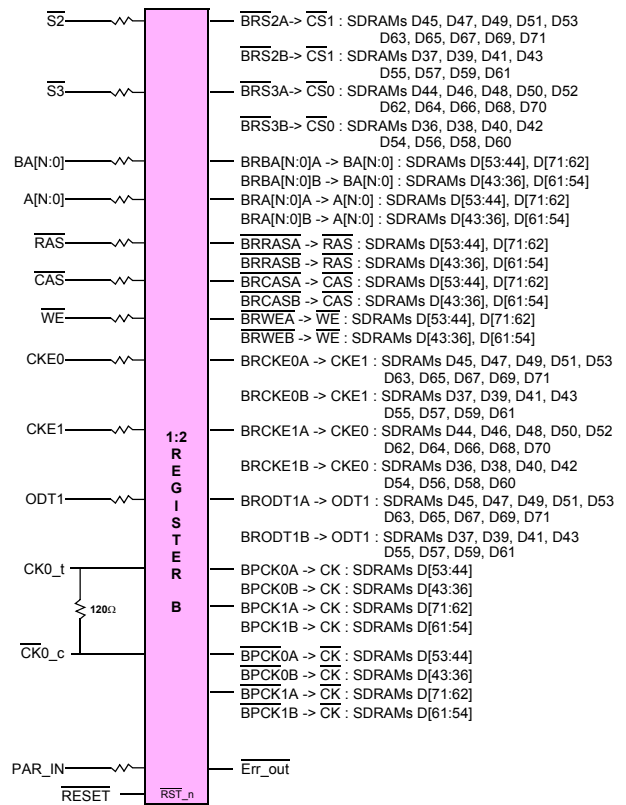 S2
BRS2A-> CS1 : SDRAMs D45, D47, D49, D51, D53
D63, D65, D67, D69, D71
BRS2B-> CS1 : SDRAMs D37, D39, D41, D43
D55, D57, D59, D61
S3
BRS3A-> CS0 : SDRAMs D44, D46, D48, D50, D52
D62, D64, D66, D68, D70
BRS3B-> CS0 : SDRAMs D36, D38, D40, D42
D54, D56, D58, D60
BA[N:0]
BRBA[N:0]A -> BA[N:0] : SDRAMs D[53:44], D[71:62]
BRBA[N:0]B -> BA[N:0] : SDRAMs D[43:36], D[61:54]
A[N:0]
BRA[N:0]A -> A[N:0] : SDRAMs D[53:44], D[71:62]
BRA[N:0]B -> A[N:0] : SDRAMs D[43:36], D[61:54]
RAS
BRRASA -> RAS : SDRAMs D[53:44], D[71:62]
BRRASB -> RAS : SDRAMs D[43:36], D[61:54]
CAS
BRCASA -> CAS : SDRAMs D[53:44], D[71:62]
BRCASB -> CAS : SDRAMs D[43:36], D[61:54]
WE
BRWEA -> WE : SDRAMs D[53:44], D[71:62]
BRWEB -> WE : SDRAMs D[43:36], D[61:54]
CKE0
BRCKE0A -> CKE1 : SDRAMs D45, D47, D49, D51, D53
D63, D65, D67, D69, D71
BRCKE0B -> CKE1 : SDRAMs D37, D39, D41, D43
D55, D57, D59, D61
CKE1
BRCKE1A -> CKE0 : SDRAMs D44, D46, D48, D50, D52
D62, D64, D66, D68, D70
BRCKE1B -> CKE0 : SDRAMs D36, D38, D40, D42
D54, D56, D58, D60
1:2
R
E
G
I
S
T
E
R
B
ODT1
BRODT1A -> ODT1 : SDRAMs D45, D47, D49, D51, D53
D63, D65, D67, D69, D71
BRODT1B -> ODT1 : SDRAMs D37, D39, D41, D43
D55, D57, D59, D61
CK0_t
BPCK0A -> CK : SDRAMs D[53:44]
BPCK0B -> CK : SDRAMs D[43:36]
120Ω
BPCK1A -> CK : SDRAMs D[71:62]
BPCK1B -> CK : SDRAMs D[61:54]
CK0_c
BPCK0A -> CK : SDRAMs D[53:44]
BPCK0B -> CK : SDRAMs D[43:36]
BPCK1A -> CK : SDRAMs D[71:62]
BPCK1B -> CK : SDRAMs D[61:54]
PAR_IN
Err_out
RESET
RST_n